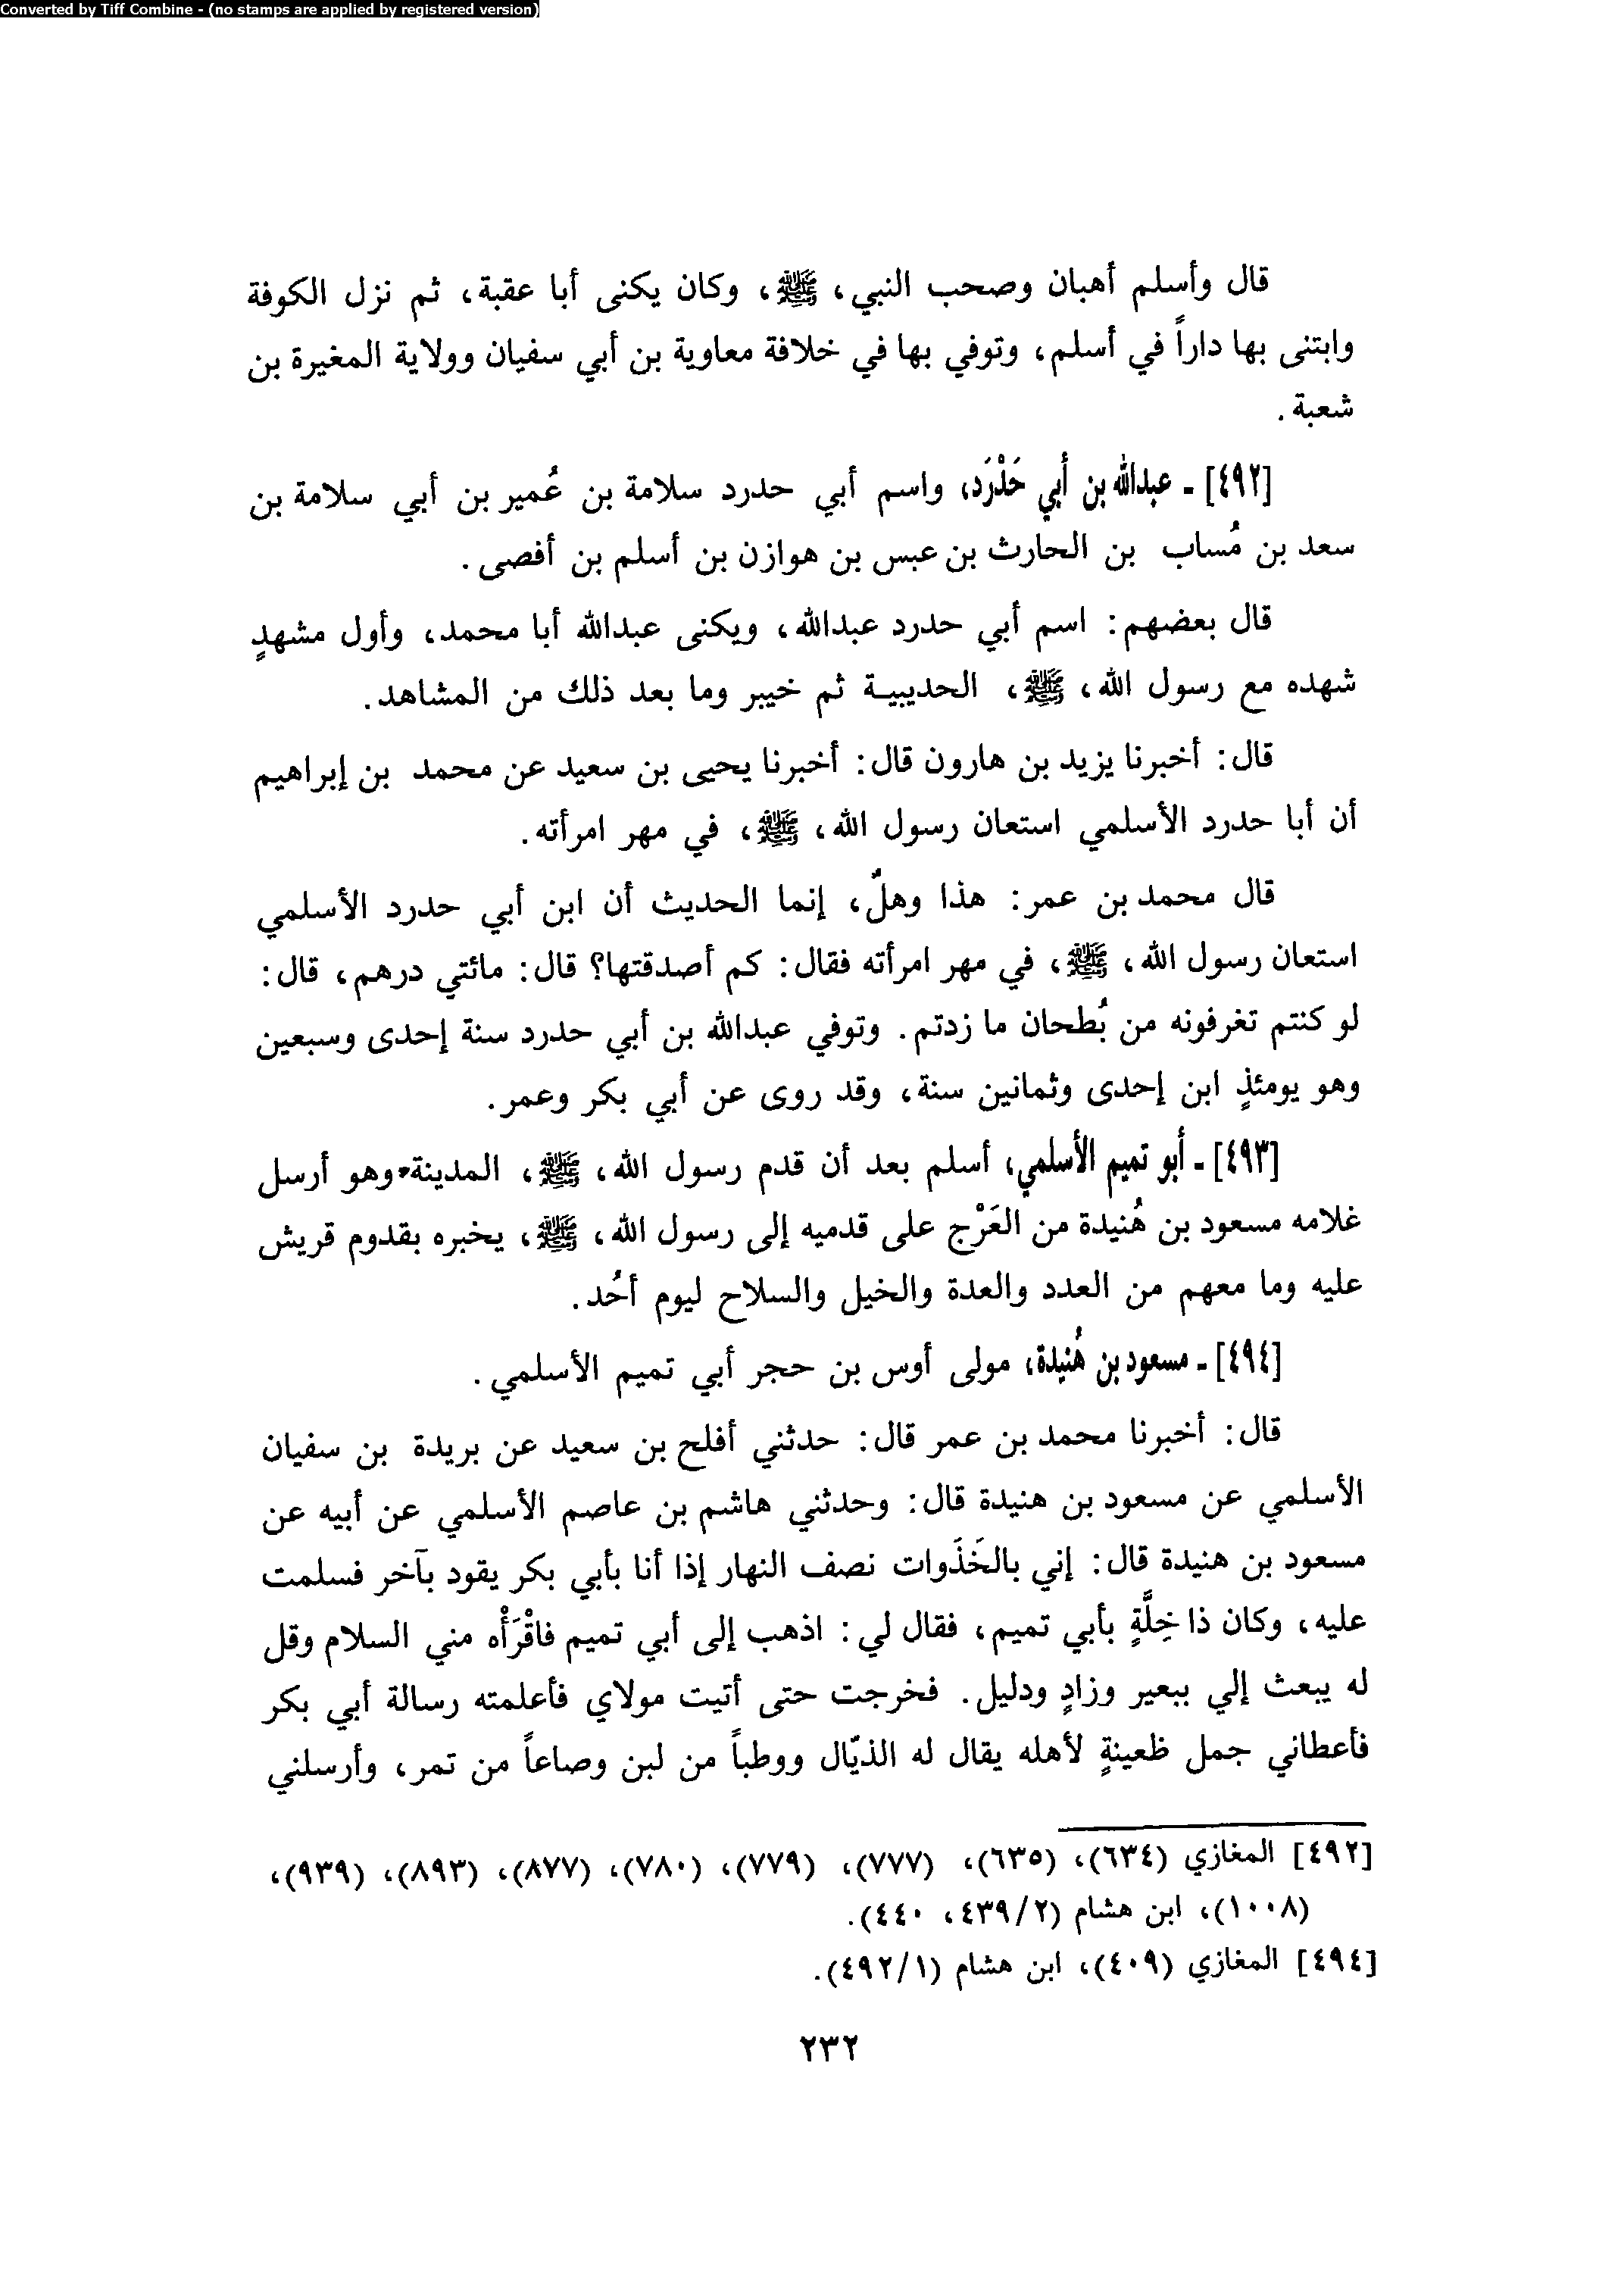 Converted by Tiff Combine - (no stamps are applied by registered version)
قال وأسلم أهبان وصحب النبي، ﷺ، وكان يكنى أبا عقبة، ثم نزل الكوفة
وابتنى بها داراً في أسلم، وتوفي بها في خلافة معاوية بن أبي سفيان وولاية المغيرة بن
شعبة.
[٤٩٢] - عبدالله بن أبي حَدْرَد، واسم أبي حدرد سلامة بن عُمير بن أبي سلامة بن
سعد بن مُساب بن الحارث بن عبس بن هوازن بن أسلم بن أفصى.
قال بعضهم: اسم أبي حدرد عبدالله، ويكنى عبدالله أبا محمد، وأول مشهدٍ
شهده مع رسول الله، ﷺ، الحديبية ثم خيبر وما بعد ذلك من المشاهد.
قال: أخبرنا يزيد بن هارون قال: أخبرنا يحيى بن سعيد عن محمد بن إبراهيم
أن أبا حدرد الأسلمي استعان رسول الله، ﷺ، في مهر امرأته.
قال محمد بن عمر: هذا وهلٌ، إنما الحديث أن ابن أبي حدرد الأسلمي
استعان رسول الله، ﷺ، في مهر امرأته فقال: كم أصدقتها؟ قال: مائتي درهم، قال:
لو كنتم تغرفونه من بُطحان ما زدتم. وتوفي عبدالله بن أبي حدرد سنة إحدى وسبعين
وهو يومئذٍ ابن إحدى وثمانين سنة، وقد روى عن أبي بكر وعمر.
[٤٩٣] - أبو تميم الأسلمي، أسلم بعد أن قدم رسول الله، ﷺ، المدينة وهو أرسل
غلامه مسعود بن هُنيدة من العَرْج على قدميه إلى رسول الله، ﷺ، يخبره بقدوم قريش
عليه وما معهم من العدد والعدة والخيل والسلاح ليوم أحُد.
[٤٩٤] - مسعود بن هُنيدة، مولى أوس بن حجر أبي تميم الأسلمي.
قال: أخبرنا محمد بن عمر قال: حدثني أفلح بن سعيد عن بريدة بن سفيان
الأسلمي عن مسعود بن هنيدة قال: وحدثني هاشم بن عاصم الأسلمي عن أبيه عن
مسعود بن هنيدة قال: إني بالخَذَوات نصف النهار إذا أنا بأبي بكر يقود بآخر فسلمت
عليه، وكان ذا خِلَّةٍ بأبي تميم، فقال لي: اذهب إلى أبي تميم فاقْرَأْه مني السلام وقل
له يبعث إلي ببعير وزادٍ ودليل. فخرجت حتى أتيت مولاي فأعلمته رسالة أبي بكر
فأعطاني جمل ظعينةٍ لأهله يقال له الذيّال ووطباً من لبن وصاعاً من تمر، وأرسلني
[٤٩٢] المغازي (٦٣٤)، (٦٣٥)، (٧٧٧)، (٧٧٩)، (٧٨٠)، (٨٧٧)، (٨٩٣)، (٩٣٩)،
(١٠٠٨)، ابن هشام (٤٣٩/٢، ٤٤٠).
[٤٩٤] المغازي (٤٠٩)، ابن هشام (٤٩٢/١).
٢٣٢